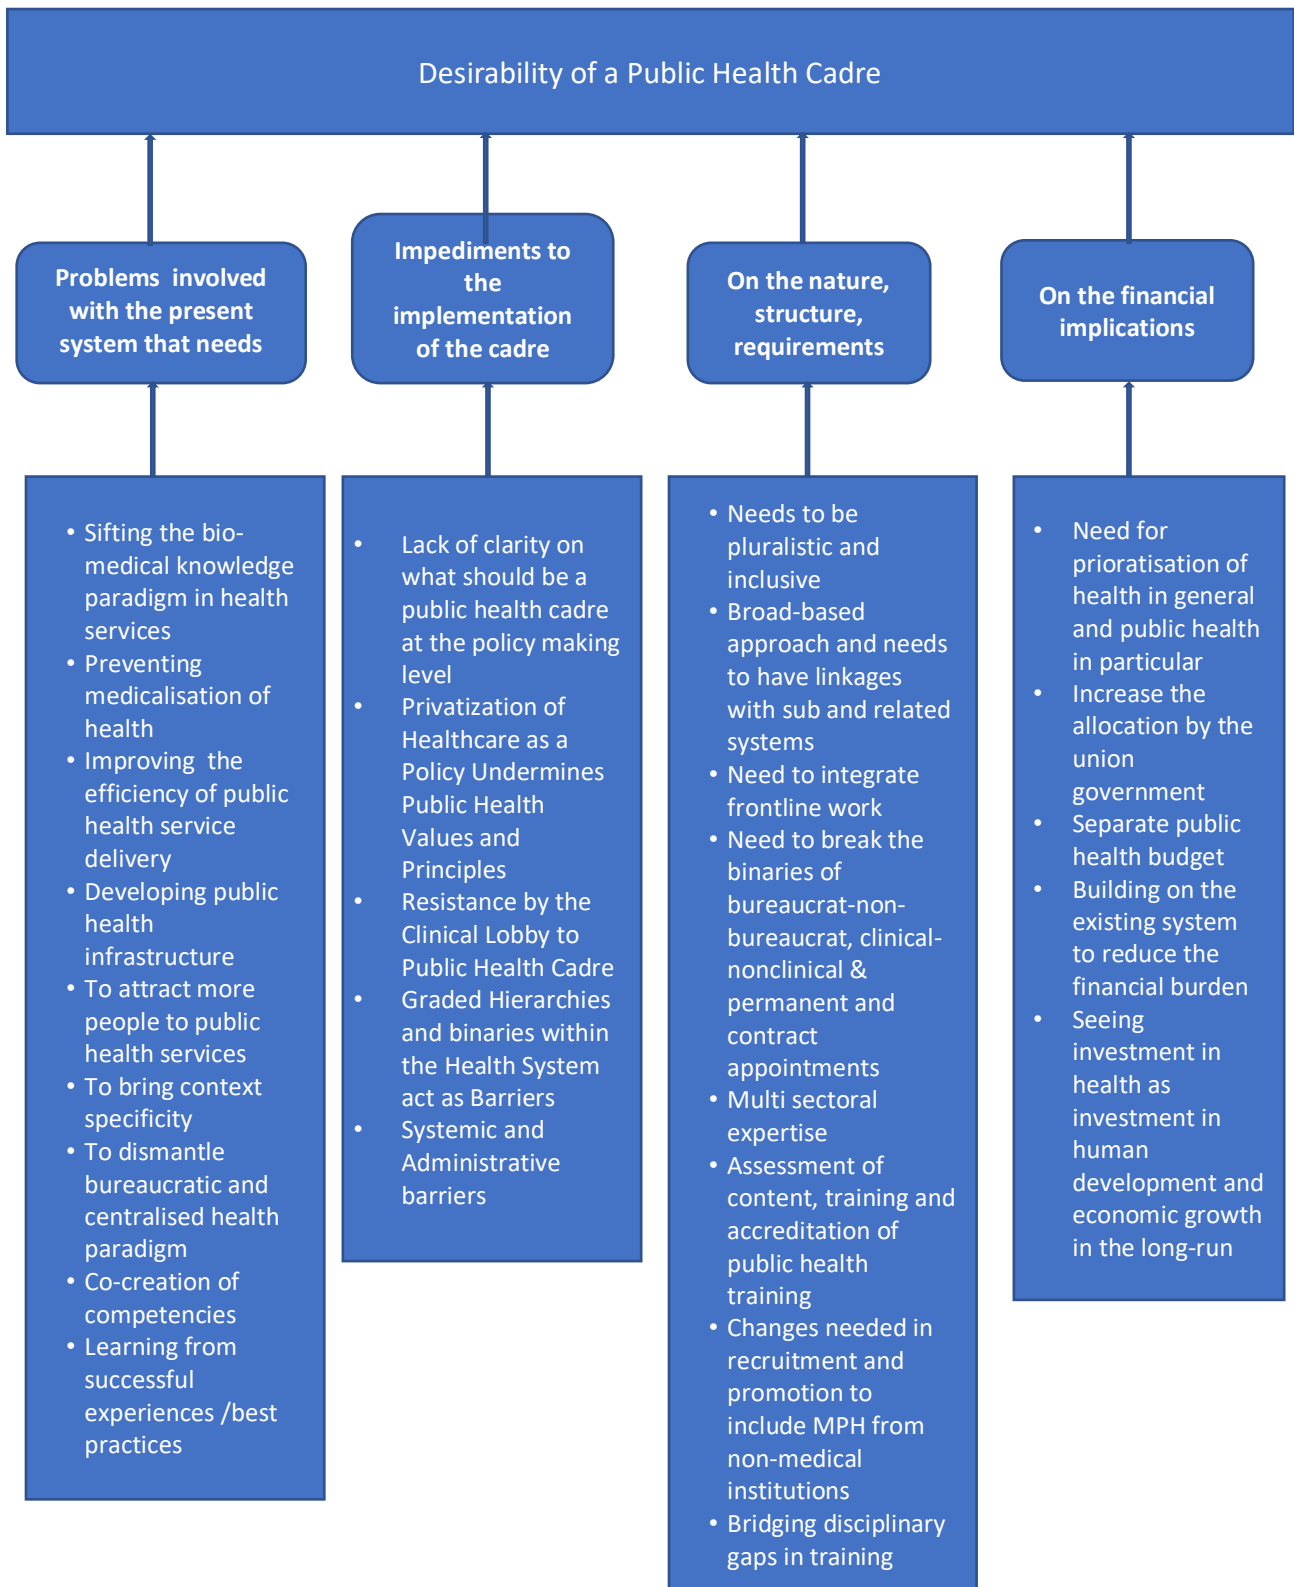 Desirability of a Public Health Cadre
Problems involved
with the present
system that needs
Impediments to
the
implementation
of the cadre
On the nature,
structure,
requirements
On the financial
implications
• Sifting the bio-
medical knowledge
paradigm in health
services
• Preventing
medicalisation of
health
• Improving the
efficiency of public
health service
delivery
• Developing public
health
infrastructure
• To attract more
people to public
health services
• To bring context
specificity
• To dismantle
bureaucratic and
centralised health
paradigm
• Co-creation of
competencies
• Learning from
successful
experiences /best
practices
• Lack of clarity on
what should be a
public health cadre
at the policy making
level
• Privatization of
Healthcare as a
Policy Undermines
Public Health
Values and
Principles
• Resistance by the
Clinical Lobby to
Public Health Cadre
• Graded Hierarchies
and binaries within
the Health System
act as Barriers
• Systemic and
Administrative
barriers
• Needs to be
pluralistic and
inclusive
• Broad-based
approach and needs
to have linkages
with sub and related
systems
• Need to integrate
frontline work
• Need to break the
binaries of
bureaucrat-non-
bureaucrat, clinical-
nonclinical &
permanent and
contract
appointments
• Multi sectoral
expertise
• Assessment of
content, training and
accreditation of
public health
training
• Changes needed in
recruitment and
promotion to
include MPH from
non-medical
institutions
• Bridging disciplinary
gaps in training
• Need for
prioratisation of
health in general
and public health
in particular
• Increase the
allocation by the
union
government
• Separate public
health budget
• Building on the
existing system
to reduce the
financial burden
• Seeing
investment in
health as
investment in
human
development and
economic growth
in the long-run